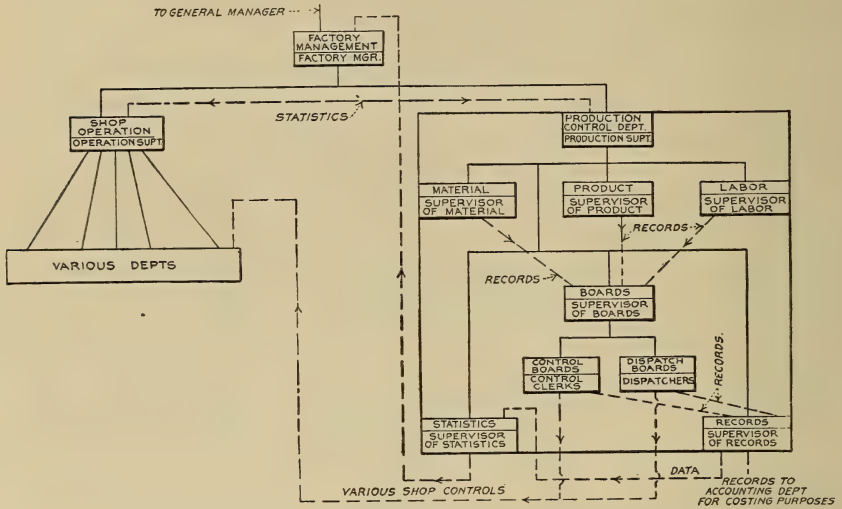 TO GENERAL MANAGER
FACTORY
MANAGEMENT
FACTORY MGR.
STATISTICS
SHOP
OPERATION
OPERATION SUPT.
PRODUCTION
CONTROL DEPT.
PRODUCTION SUPT.
MATERIAL
SUPERVISOR
OF MATERIAL
PRODUCT
SUPERVISOR
OF PRODUCT
LABOR
SUPERVISOR
OF LABOR
RECORDS
VARIOUS DEPTS
RECORDS
BOARDS
SUPERVISOR
OF BOARDS
CONTROL
BOARDS
CONTROL
CLERKS
DISPATCH
BOARDS
DISPATCHERS
RECORDS.
STATISTICS
SUPERVISOR
OF STATISTICS
RECORDS
SUPERVISOR
OF RECORDS
DATA
VARIOUS SHOP CONTROLS
RECORDS TO
ACCOUNTING DEPT
FOR COSTING PURPOSES